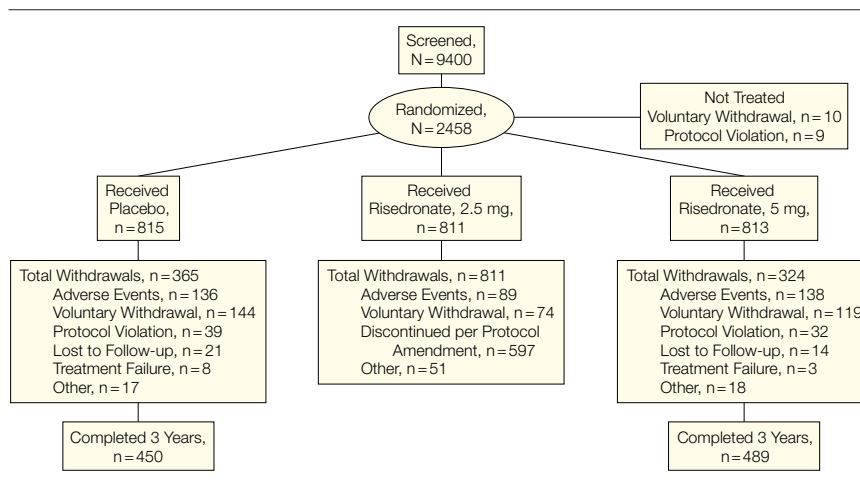 Screened,
N=9400
Randomized,
N=2458
Not Treated
Voluntary Withdrawal, n=10
Protocol Violation, n=9
Received
Placebo,
n=815
Received
Risedronate, 2.5 mg,
n=811
Received
Risedronate, 5 mg,
n=813
Total Withdrawals, n=365
Adverse Events, n=136
Voluntary Withdrawal, n=144
Protocol Violation, n=39
Lost to Follow-up, n=21
Treatment Failure, n=8
Other, n=17
Total Withdrawals, n=811
Adverse Events, n=89
Voluntary Withdrawal, n=74
Discontinued per Protocol
Amendment, n=597
Other, n=51
Total Withdrawals, n=324
Adverse Events, n=138
Voluntary Withdrawal, n=119
Protocol Violation, n=32
Lost to Follow-up, n=14
Treatment Failure, n=3
Other, n=18
Completed 3 Years,
n=450
Completed 3 Years,
n=489